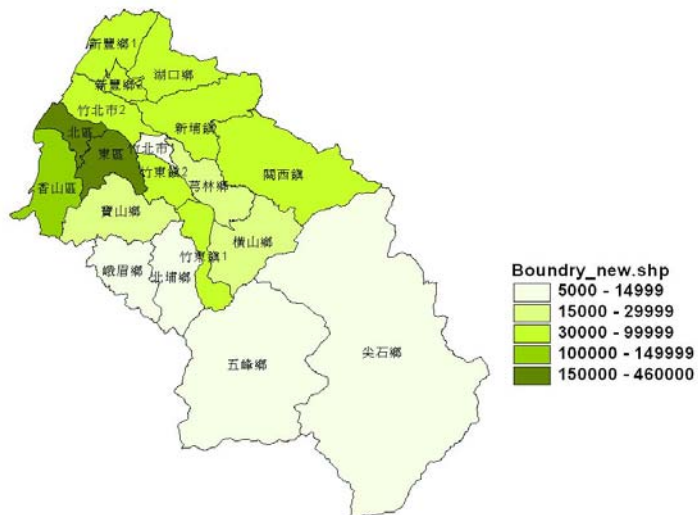 新豐鄉1
湖口鄉
新豐鄉2
竹北市2
新埔鎮
北區
竹北市1
東區
關西鎮
竹東鎮2
香山區
芎林鄉
寶山鄉
橫山鄉
竹東鎮1
峨眉鄉
北埔鄉
五峰鄉
尖石鄉
Boundry_new.shp
5000 - 14999
15000 - 29999
30000 - 99999
100000 - 149999
150000 - 460000